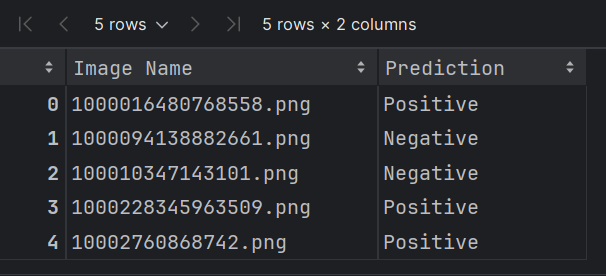 5 rows 5 rows × 2 columns
Image Name Prediction
0 1000016480768558.png Positive
1 1000094138882661.png Negative
2 100010347143101.png Negative
3 1000228345963509.png Positive
4 10002760868742.png Positive